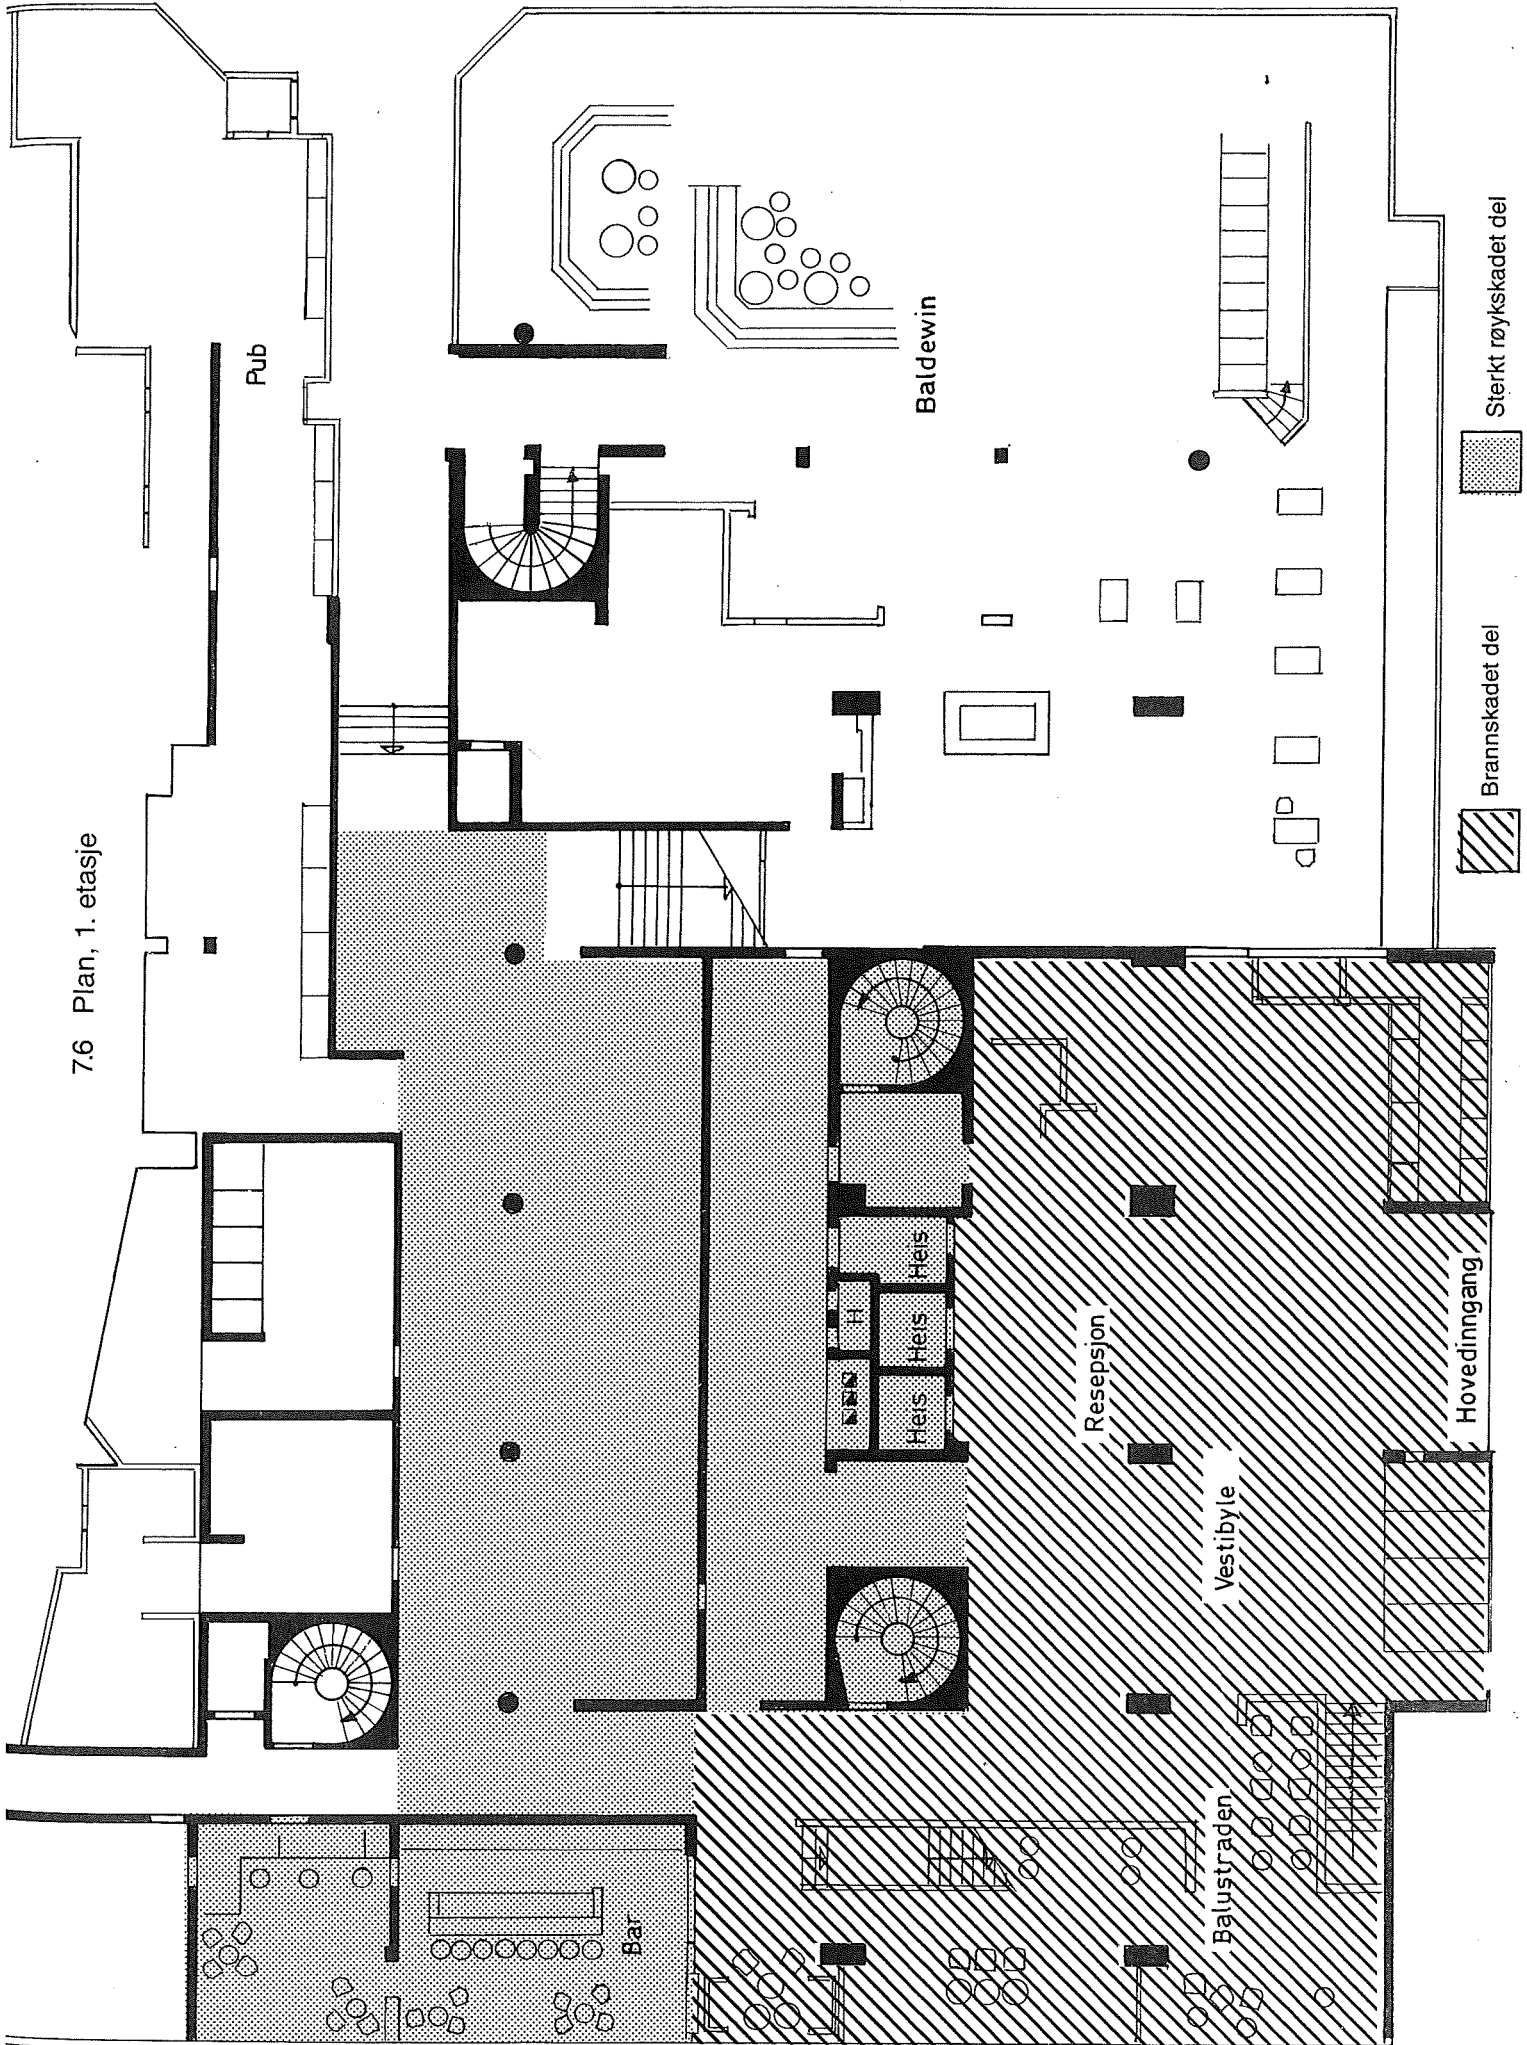 7.6 Plan, 1. etasje
Pub
Baldewin
Heis
Heis
Heis
H
Resepsjon
Vestibyle
Hovedinngang
Bar
Balustraden
Brannskadet del
Sterkt røykskadet del